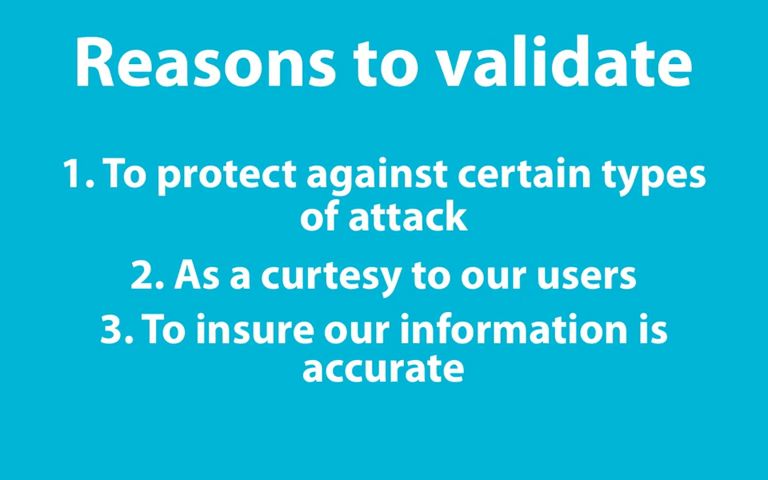 Reasons to validate
1. To protect against certain types
of attack
2. As a curtesy to our users
3. To insure our information is
accurate